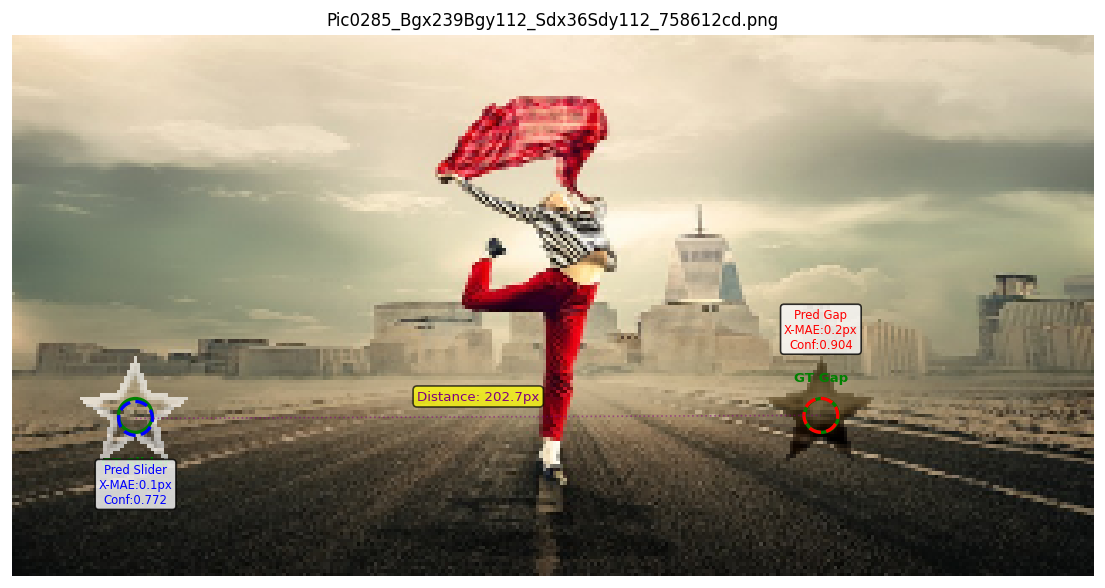 Pic0285_Bgx239Bgy112_Sdx36Sdy112_758612cd.png
Pred Gap
X-MAE:0.2px
Conf:0.904
GT Gap
Distance: 202.7px
Pred Slider
X-MAE:0.1px
Conf:0.772